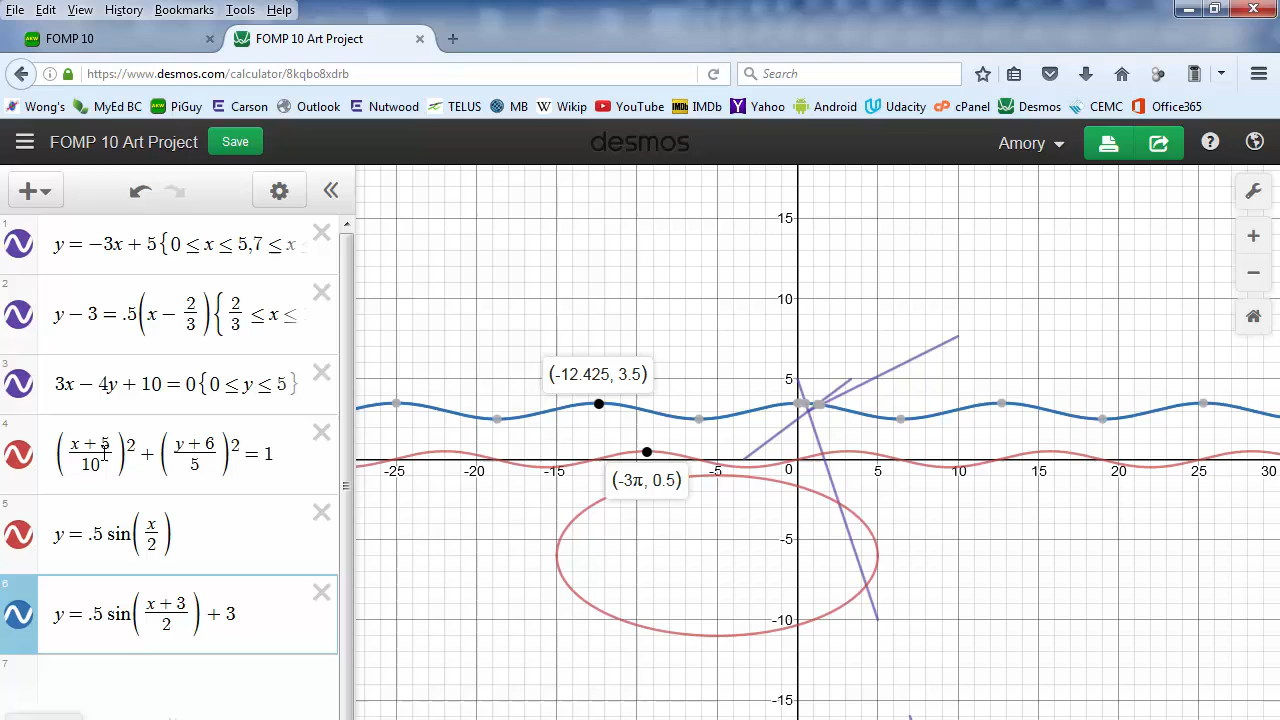 File Edit View History Bookmarks Tools Help
FOMP 10 FOMP 10 Art Project
https://www.desmos.com/calculator/8kqbo8xdrb Search
Wong's MyEd BC PiGuy Carson Outlook Nutwood TELUS MB Wikip YouTube IMDb Yahoo Android Udacity cPanel Desmos CEMC Office365
FOMP 10 Art Project Save desmos Amory
1
y = −3x + 5{0 ≤ x ≤ 5,7 ≤ x ≤
2
y − 3 = .5(x − 2/3){2/3 ≤ x ≤
3
3x − 4y + 10 = 0{0 ≤ y ≤ 5}
4
((x + 5)/10)² + ((y + 6)/5)² = 1
5
y = .5 sin(x/2)
6
y = .5 sin((x + 3)/2) + 3
7
15
10
(-12.425, 3.5)
5
-25 -20 -15 -5 0 5 10 15 20 25 30
(-3π, 0.5)
-5
-10
-15